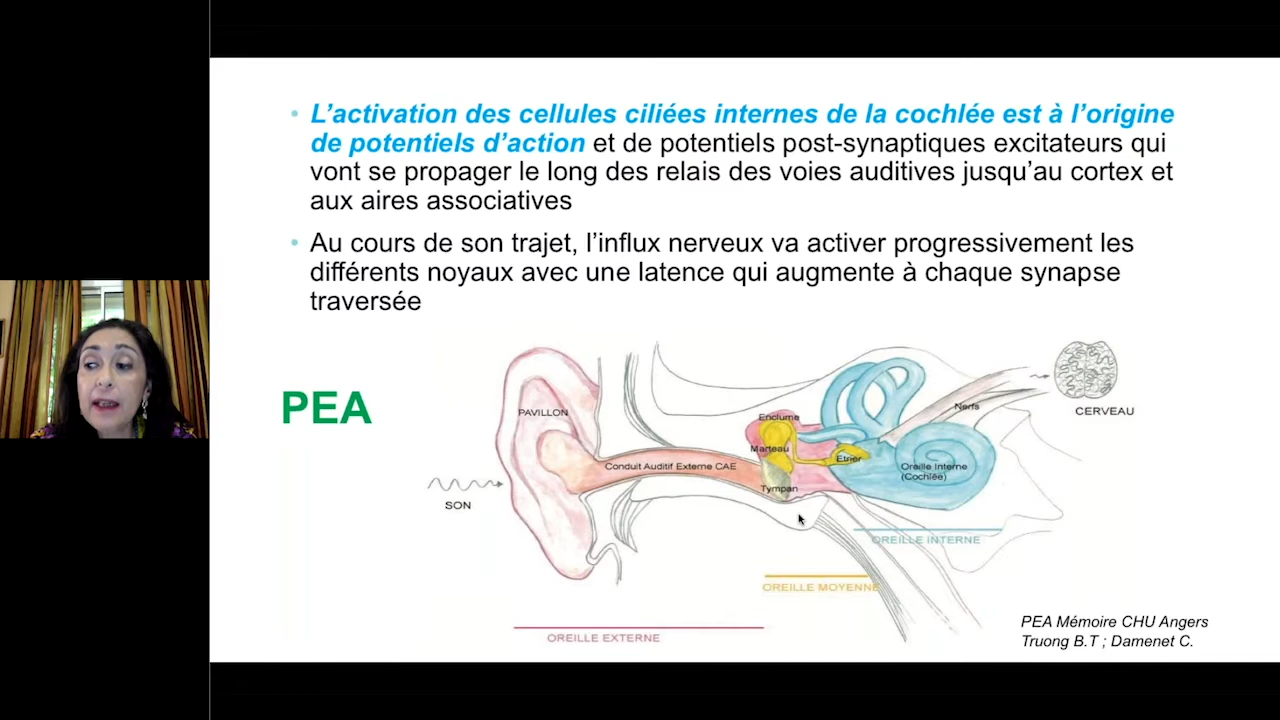 • L’activation des cellules ciliées internes de la cochlée est à l’origine
de potentiels d’action et de potentiels post-synaptiques excitateurs qui
vont se propager le long des relais des voies auditives jusqu’au cortex et
aux aires associatives
• Au cours de son trajet, l’influx nerveux va activer progressivement les
différents noyaux avec une latence qui augmente à chaque synapse
traversée
PEA
PAVILLON
SON
Conduit Auditif Externe CAE
Enclume
Marteau
Etrier
Tympan
Nerfs
CERVEAU
Oreille Interne
(Cochlée)
OREILLE INTERNE
OREILLE MOYENNE
OREILLE EXTERNE
PEA Mémoire CHU Angers
Truong B.T ; Damenet C.